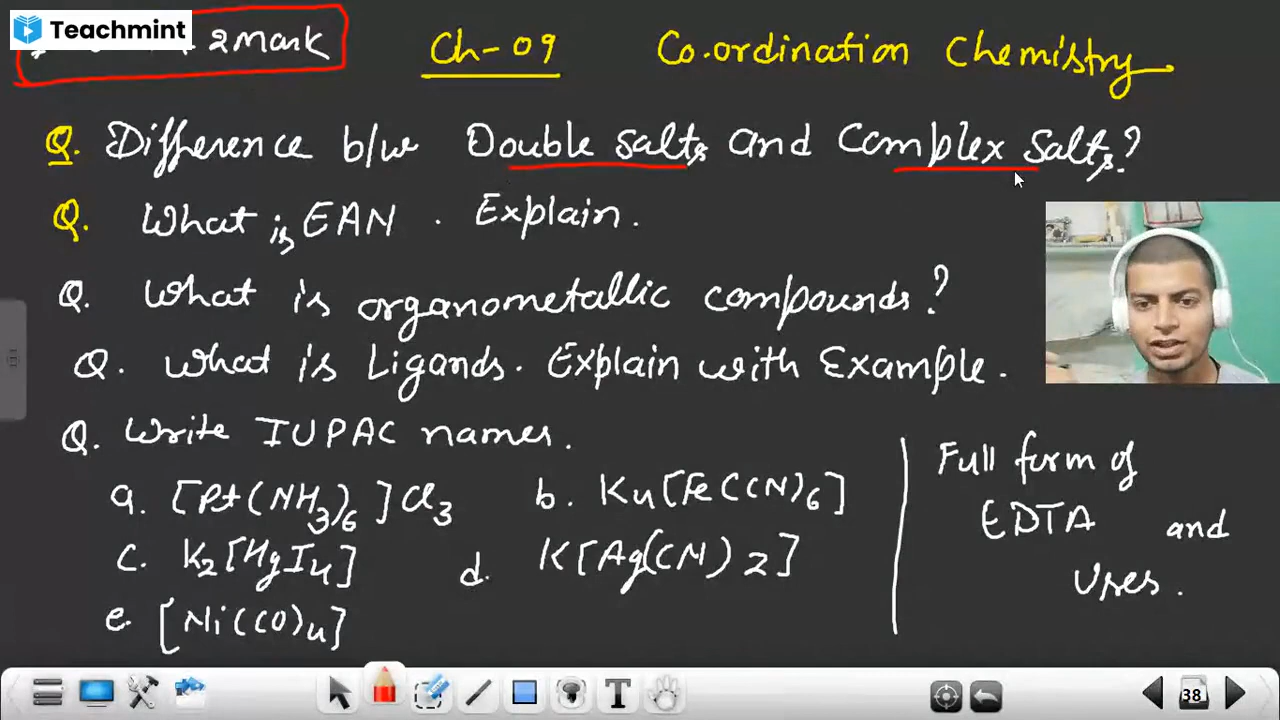 Teachmint
2 Mark
Ch-09 Co.ordination Chemistry
Q. Difference b/w Double salts and Complex Salts?
Q. What is EAN. Explain.
Q. What is organometallic compounds?
Q. What is Ligands. Explain with Example.
Q. Write IUPAC names.
a. [Pt(NH3)6]Cl3 b. K4[Fe(CN)6]
c. K2[HgI4] d. K[Ag(CN)2]
e. [Ni(CO)4]
Full form of
EDTA and
Uses.
38